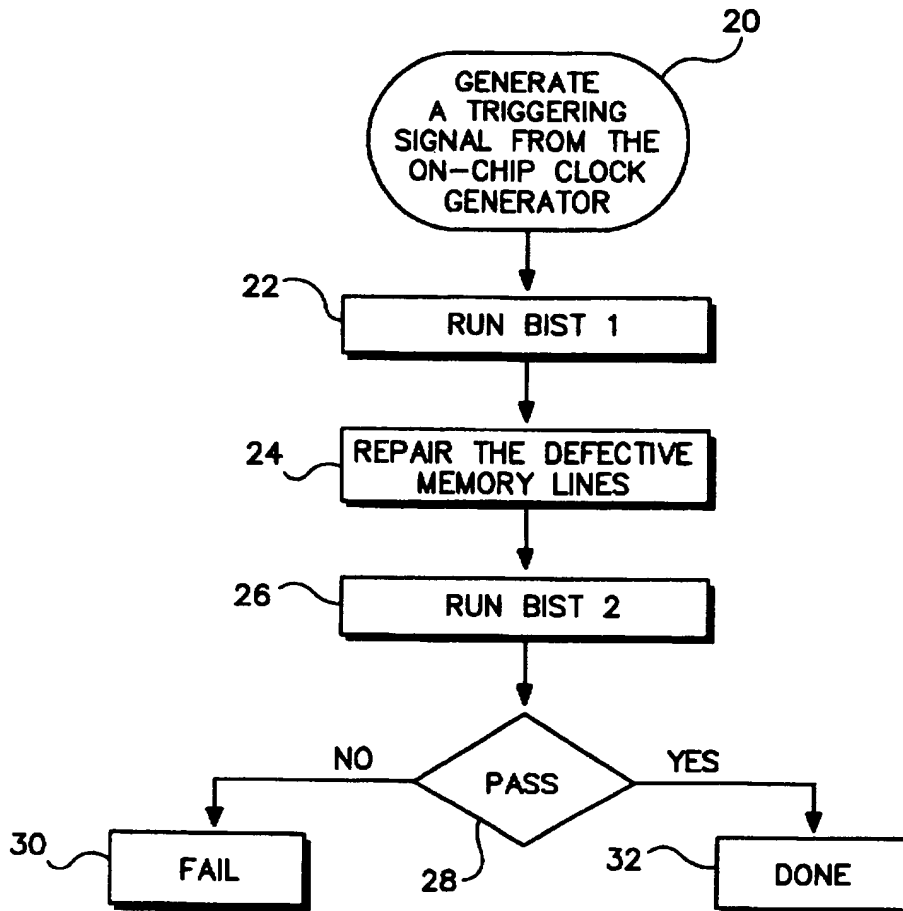 20
GENERATE
A TRIGGERING
SIGNAL FROM THE
ON-CHIP CLOCK
GENERATOR
22
RUN BIST 1
24
REPAIR THE DEFECTIVE
MEMORY LINES
26
RUN BIST 2
NO
PASS
YES
28
30
FAIL
32
DONE